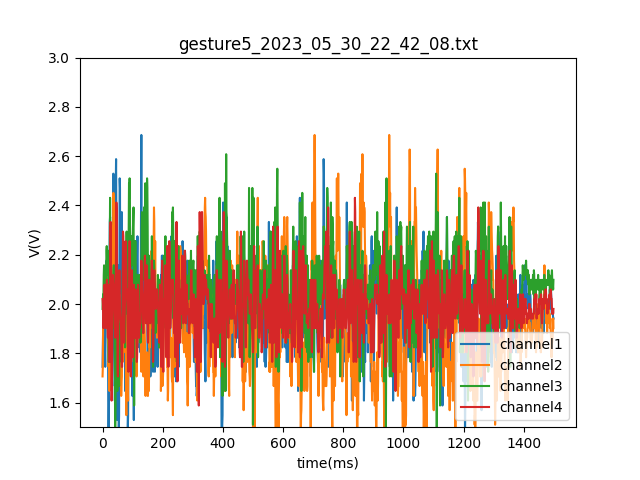 gesture5_2023_05_30_22_42_08.txt
3.0
2.8
2.6
2.4
2.2
2.0
1.8
1.6
V(V)
0 200 400 600 800 1000 1200 1400
time(ms)
channel1
channel2
channel3
channel4